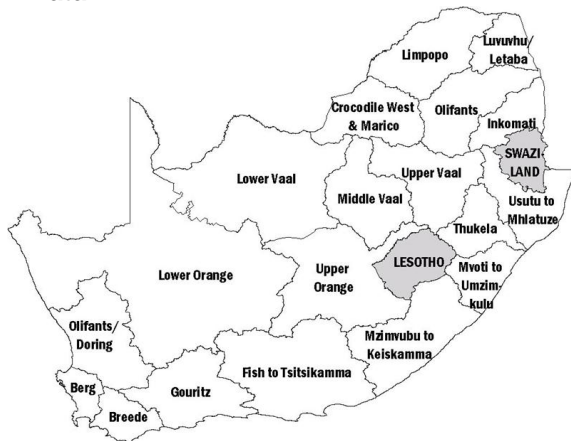 Limpopo
Luvuvhu/
Letaba
Crocodile West
& Marico
Olifants
Inkomati
SWAZI-
LAND
Lower Vaal
Middle Vaal
Upper Vaal
Usutu to
Mhlatuze
Thukela
Lower Orange
Upper
Orange
LESOTHO
Mvoti to
Umzim-
kulu
Olifants/
Doring
Mzimvubu to
Keiskamma
Fish to Tsitsikamma
Gouritz
Berg
Breede